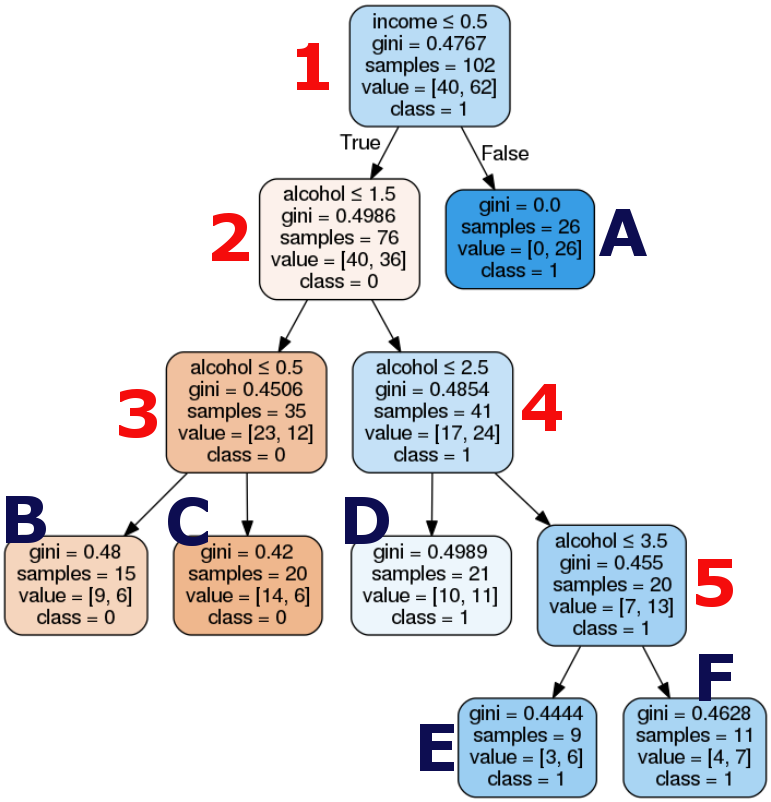 1
income ≤ 0.5
gini = 0.4767
samples = 102
value = [40, 62]
class = 1
True
False
2
alcohol ≤ 1.5
gini = 0.4986
samples = 76
value = [40, 36]
class = 0
gini = 0.0
samples = 26
value = [0, 26]
class = 1
A
3
alcohol ≤ 0.5
gini = 0.4506
samples = 35
value = [23, 12]
class = 0
alcohol ≤ 2.5
gini = 0.4854
samples = 41
value = [17, 24]
class = 1
4
B
gini = 0.48
samples = 15
value = [9, 6]
class = 0
C
gini = 0.42
samples = 20
value = [14, 6]
class = 0
D
gini = 0.4989
samples = 21
value = [10, 11]
class = 1
alcohol ≤ 3.5
gini = 0.455
samples = 20
value = [7, 13]
class = 1
5
E
gini = 0.4444
samples = 9
value = [3, 6]
class = 1
F
gini = 0.4628
samples = 11
value = [4, 7]
class = 1